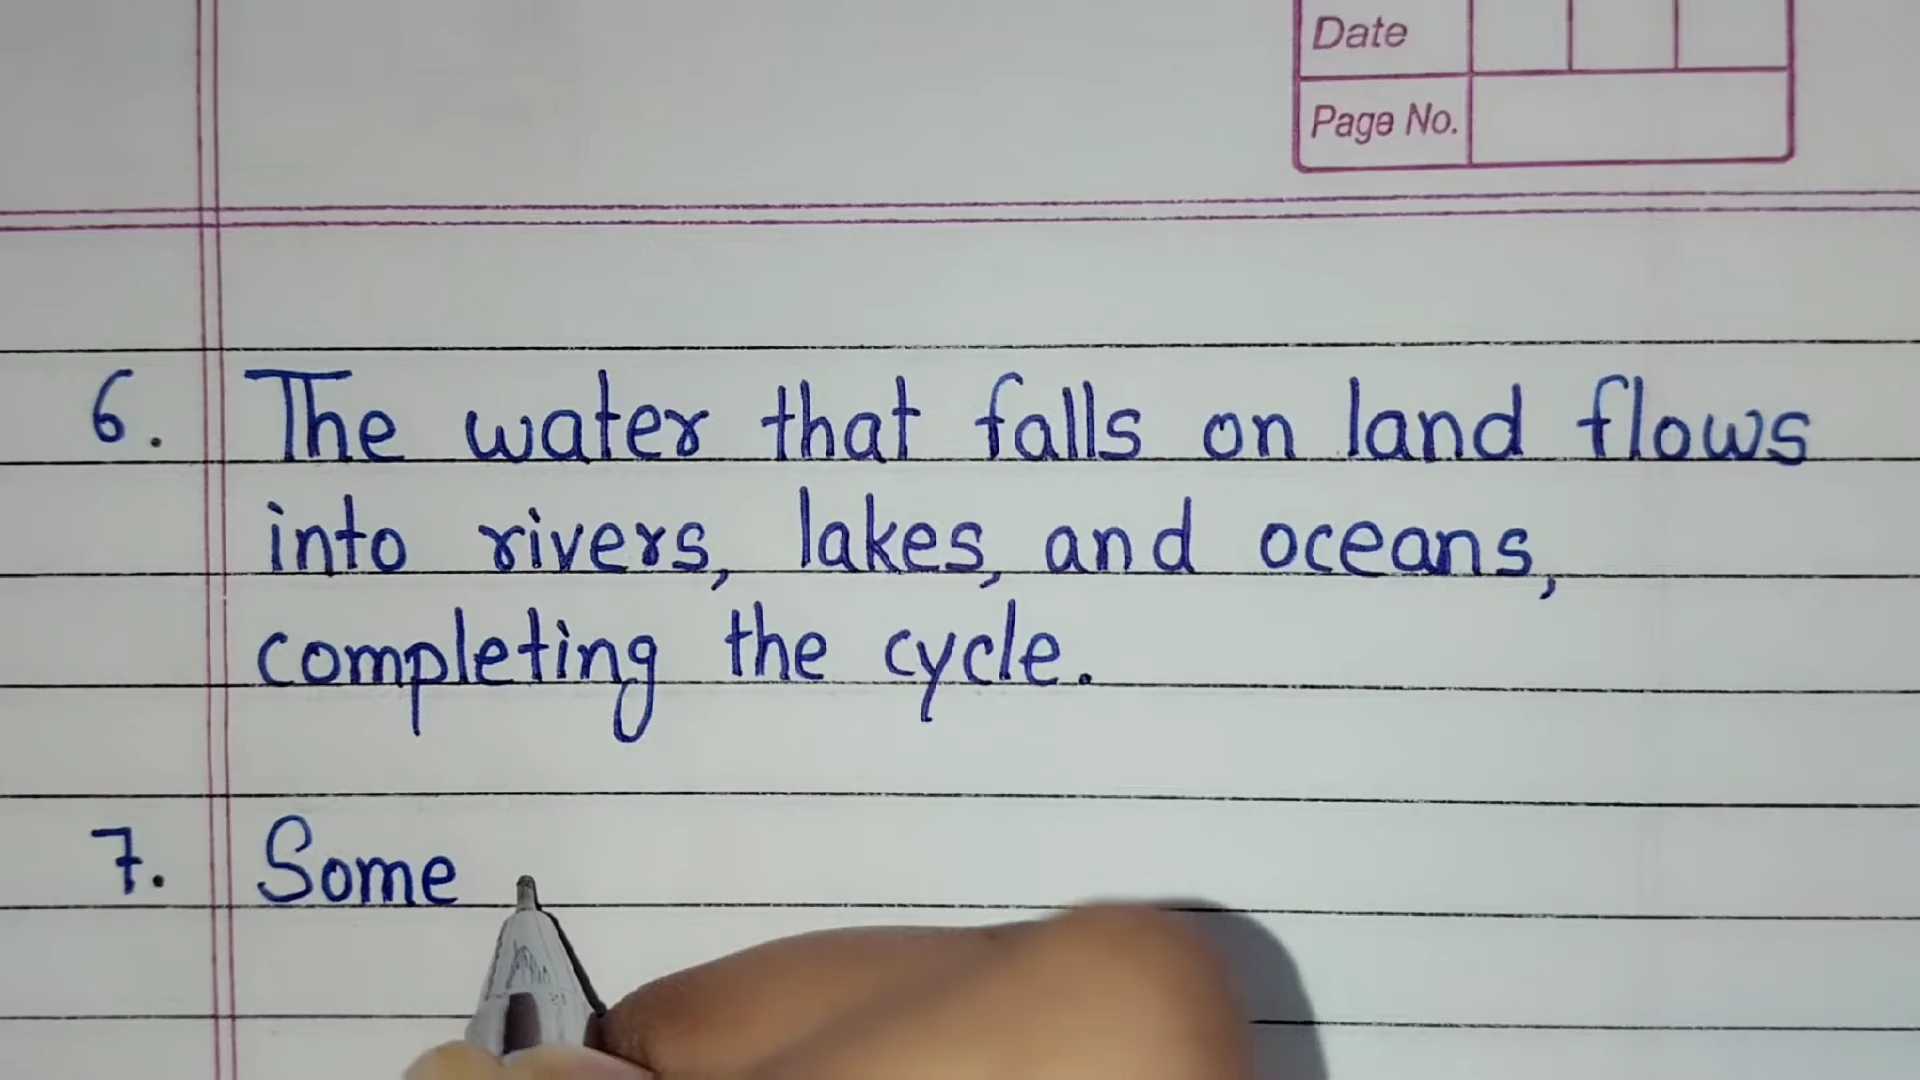 Date
Page No.
6. The water that falls on land flows
into rivers, lakes, and oceans,
completing the cycle.
7. Some